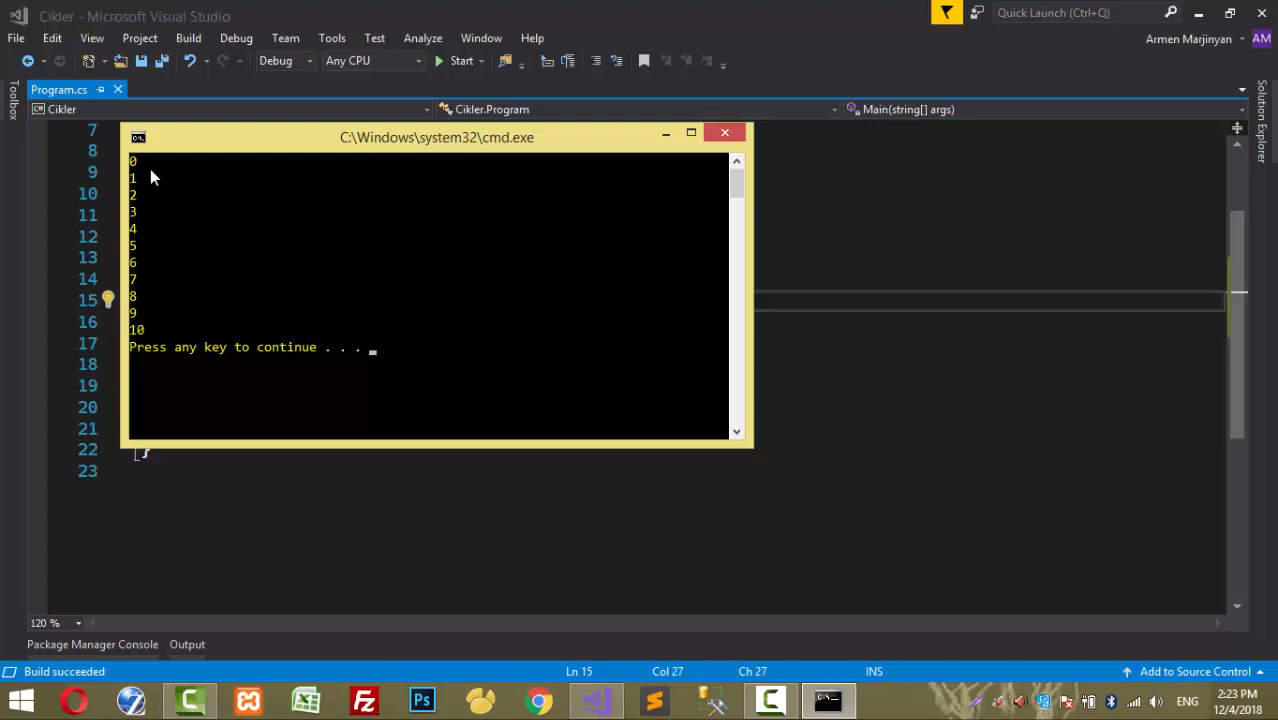 Cikler - Microsoft Visual Studio
Quick Launch (Ctrl+Q)
File Edit View Project Build Debug Team Tools Test Analyze Window Help
Armen Marjinyan AM
Debug Any CPU Start
Toolbox
Program.cs
Cikler Cikler.Program Main(string[] args)
Solution Explorer
7
8
9
10
11
12
13
14
15
16
17
18
19
20
21
22 }
23
C:\Windows\system32\cmd.exe
0
1
2
3
4
5
6
7
8
9
10
Press any key to continue . . .
120 %
Package Manager Console Output
Build succeeded Ln 15 Col 27 Ch 27 INS Add to Source Control
Ps
ENG
2:23 PM
12/4/2018